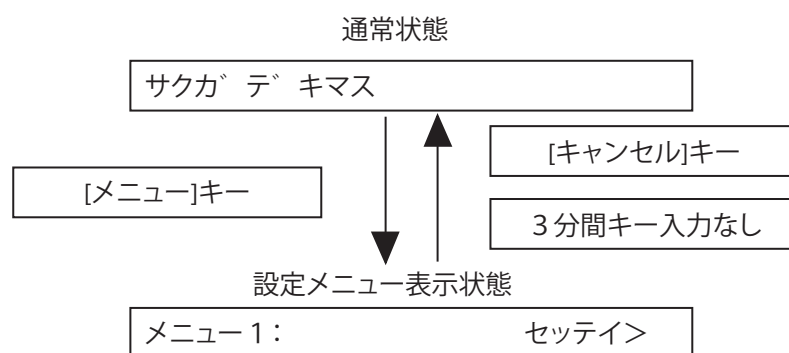 通常状態
サクカ゛テ゛キマス
[キャンセル]キー
[メニュー]キー
3分間キー入力なし
設定メニュー表示状態
メニュー1： セッテイ＞